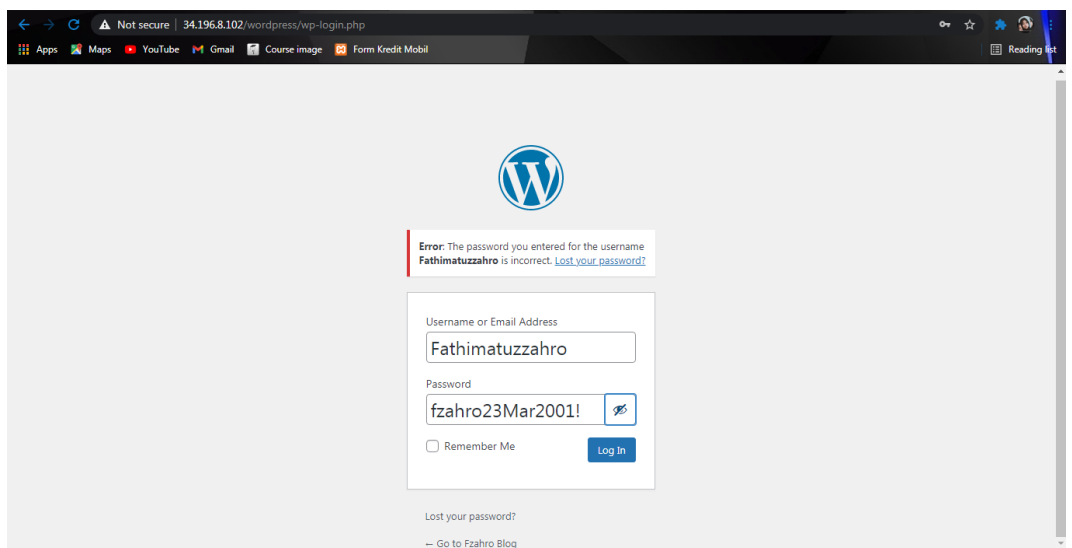 Not secure | 34.196.8.102/wordpress/wp-login.php
Apps Maps YouTube Gmail Course image Form Kredit Mobil Reading list
Error: The password you entered for the username
Fathimatuzzahro is incorrect. Lost your password?
Username or Email Address
Fathimatuzzahro
Password
fzahro23Mar2001!
Remember Me Log In
Lost your password?
← Go to Fzahro Blog